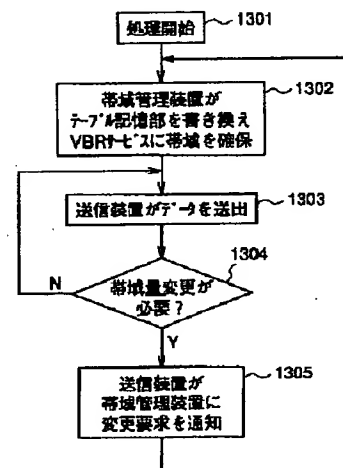 処理開始
1301
帯域管理装置が
テーブル記憶部を書き換え
VBRサービスに帯域を確保
1302
送信装置がデータを送出
1303
帯域量変更が
必要？
1304
N
Y
送信装置が
帯域管理装置に
変更要求を通知
1305